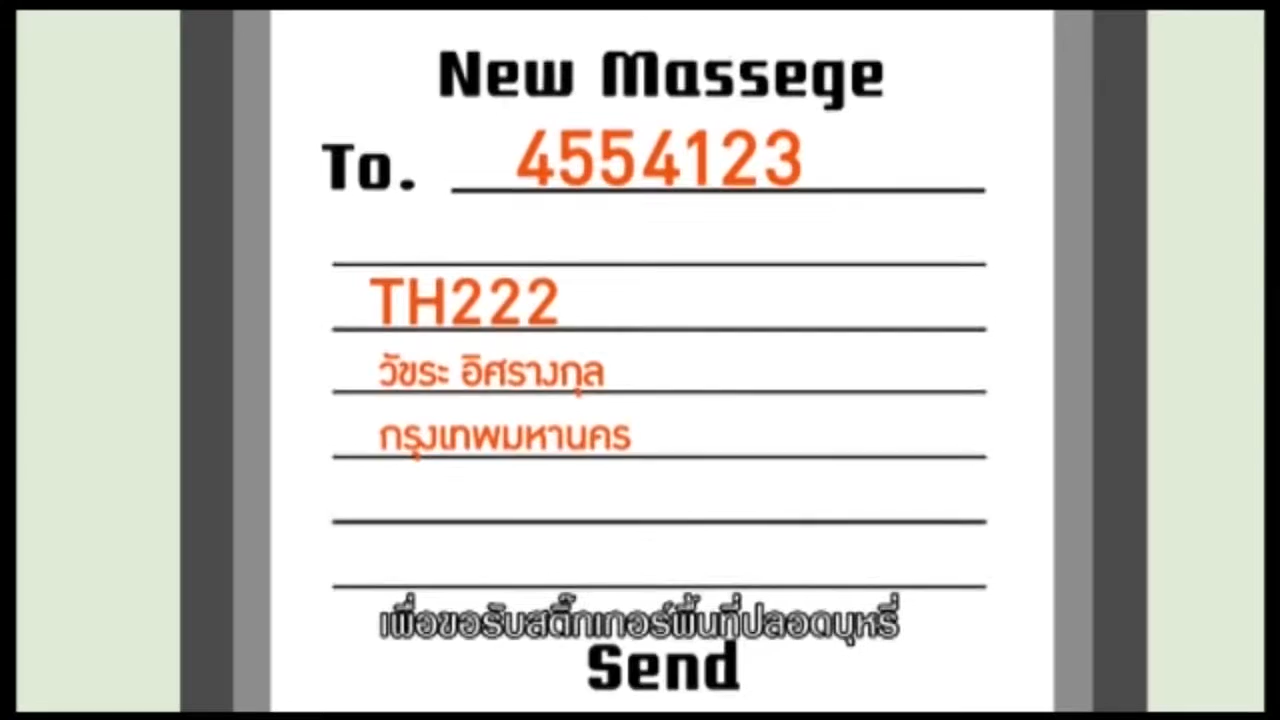 New Massege
To. 4554123
TH222
วัชระ อิศรางกุล
กรุงเทพมหานคร
เพื่อขอรับสติ๊กเกอร์พื้นที่ปลอดบุหรี่
Send